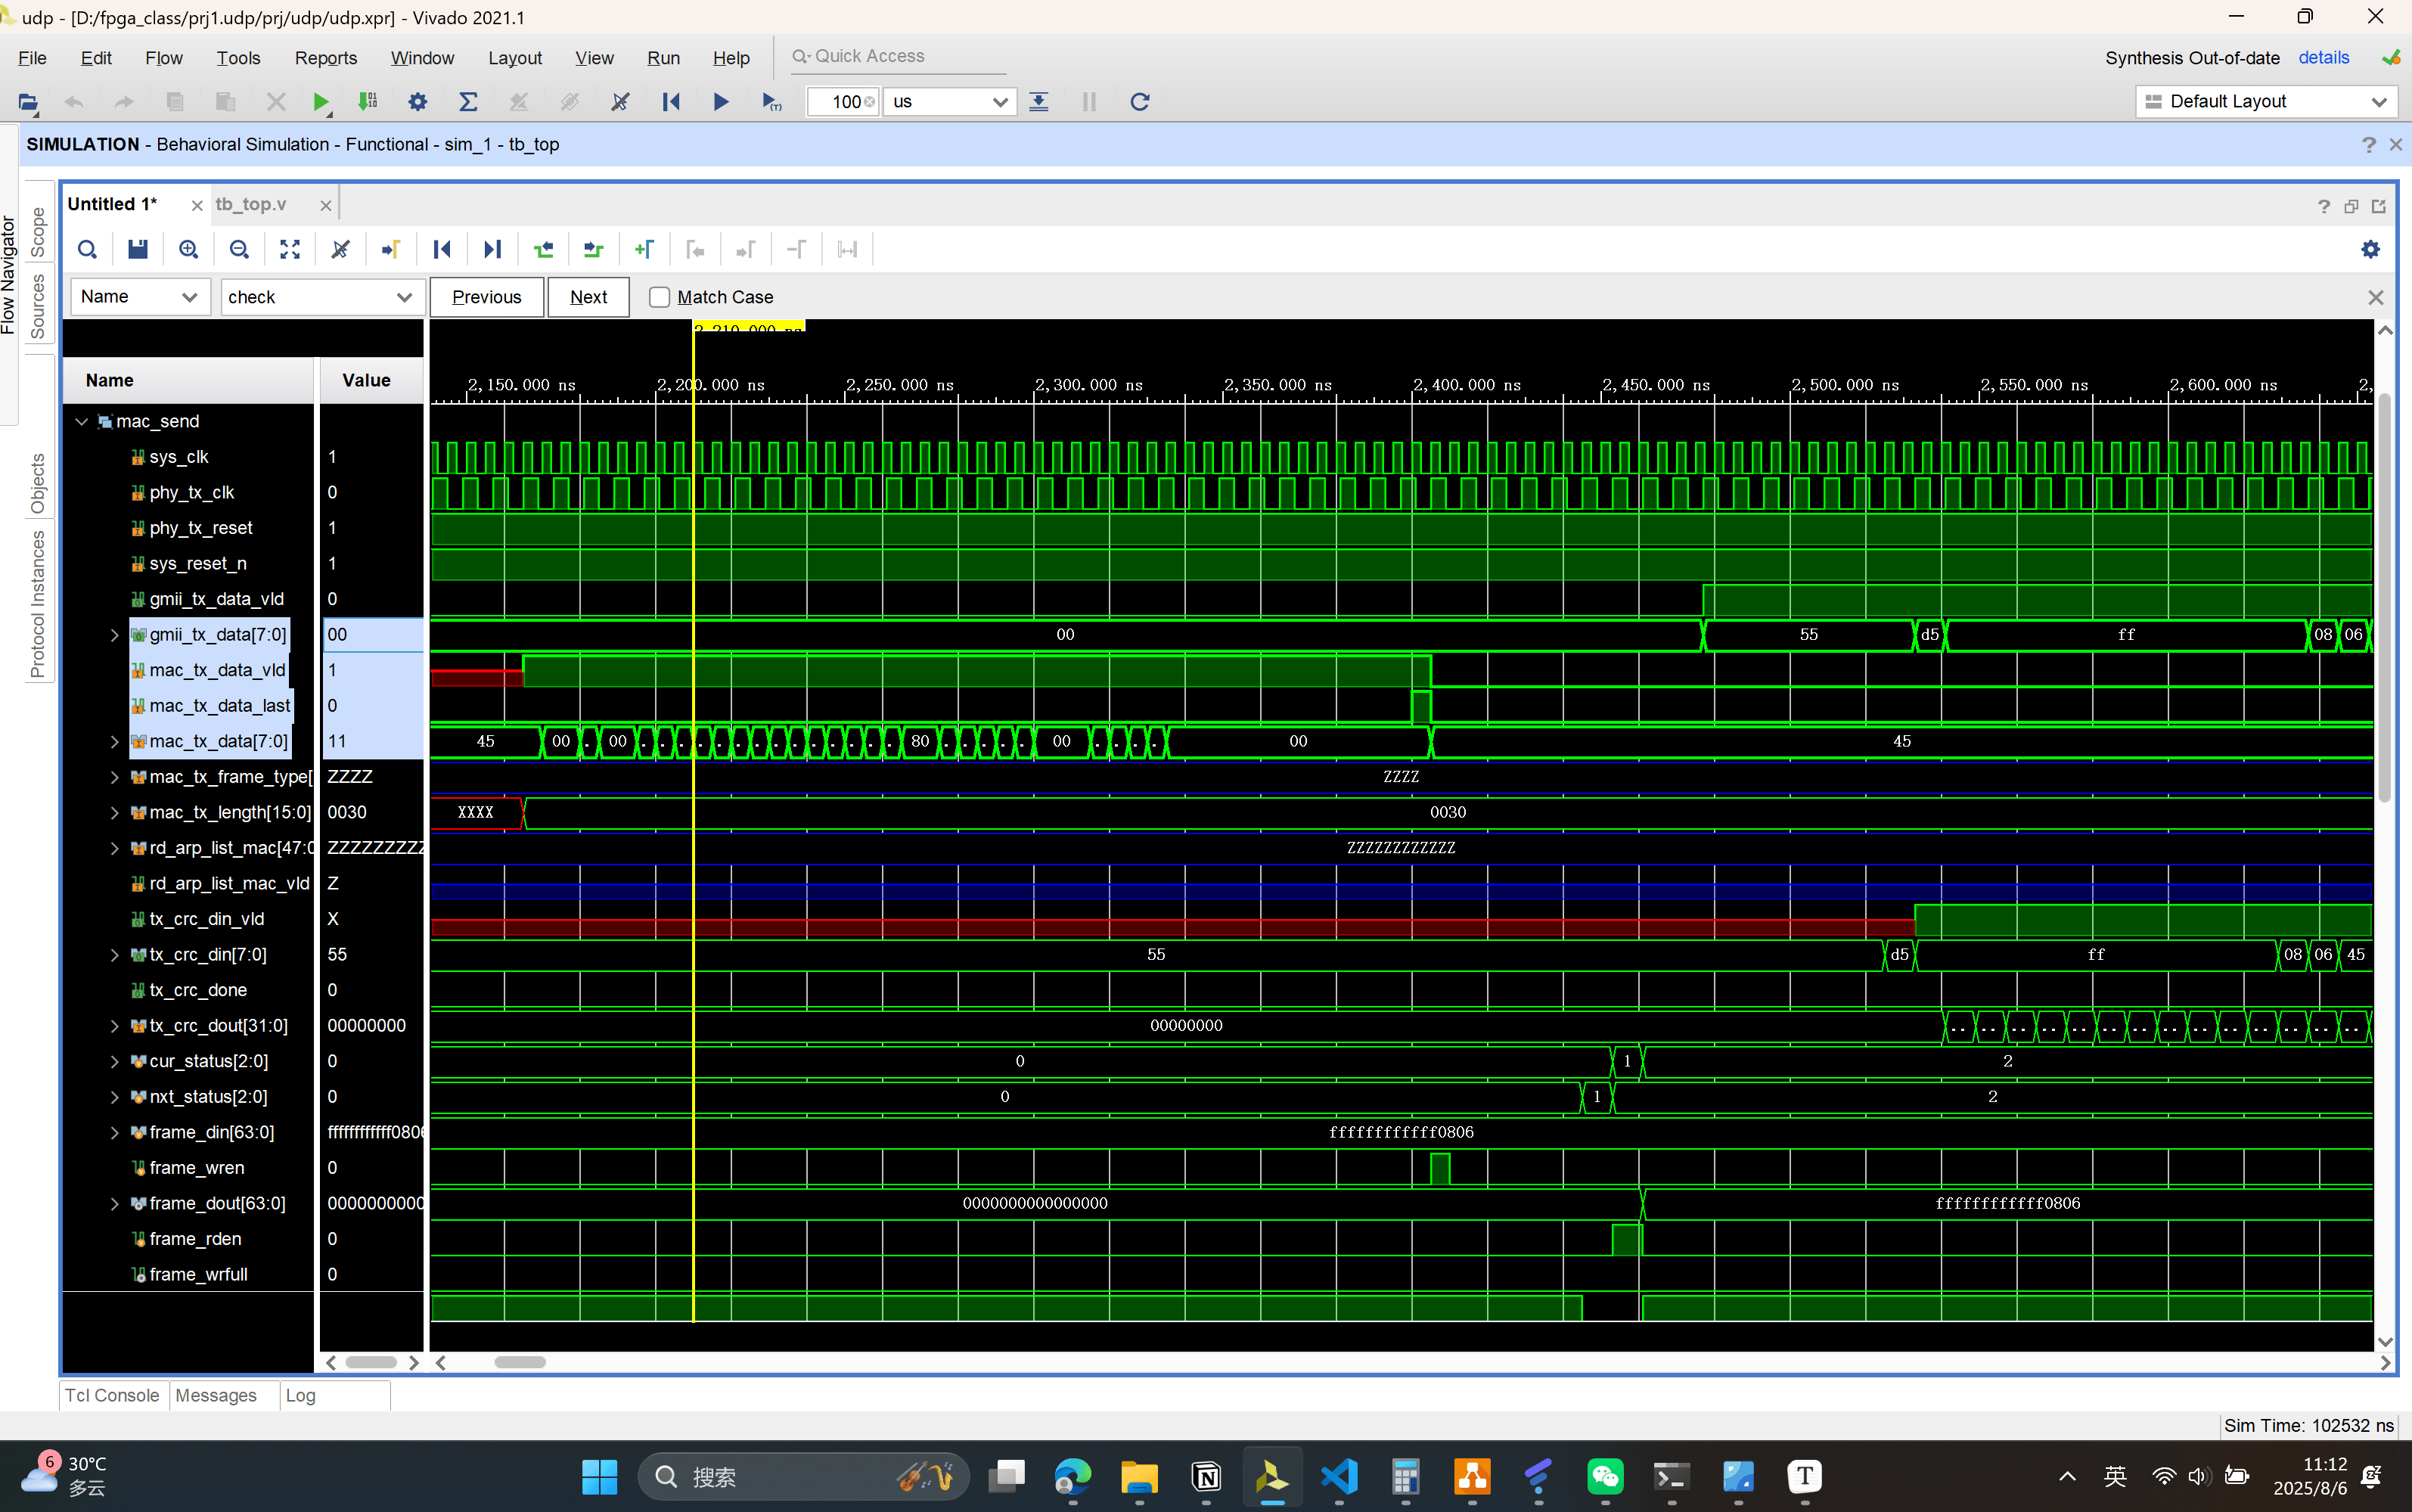 udp - [D:/fpga_class/prj1.udp/prj/udp/udp.xpr] - Vivado 2021.1
File Edit Flow Tools Reports Window Layout View Run Help Quick Access Synthesis Out-of-date details
100 us Default Layout
SIMULATION - Behavioral Simulation - Functional - sim_1 - tb_top
Flow Navigator
Scope
Sources
Objects
Protocol Instances
Untitled 1* tb_top.v
Name check Previous Next Match Case
2,210.000 ns
Name Value 2,150.000 ns 2,200.000 ns 2,250.000 ns 2,300.000 ns 2,350.000 ns 2,400.000 ns 2,450.000 ns 2,500.000 ns 2,550.000 ns 2,600.000 ns 2,
mac_send
sys_clk 1
phy_tx_clk 0
phy_tx_reset 1
sys_reset_n 1
gmii_tx_data_vld 0
gmii_tx_data[7:0] 00 00 55 d5 ff 08 06
mac_tx_data_vld 1
mac_tx_data_last 0
mac_tx_data[7:0] 11 45 00 . 00 . . . . . . . . . . . . . . 80 . . . . . 00 . . . . 00 45
mac_tx_frame_type[ ZZZZ ZZZZ
mac_tx_length[15:0] 0030 XXXX 0030
rd_arp_list_mac[47:0 ZZZZZZZZZZ ZZZZZZZZZZZZ
rd_arp_list_mac_vld Z
tx_crc_din_vld X
tx_crc_din[7:0] 55 55 d5 ff 08 06 45
tx_crc_done 0
tx_crc_dout[31:0] 00000000 00000000 .. .. .. .. .. .. .. .. .. .. .. .. .. ..
cur_status[2:0] 0 0 1 2
nxt_status[2:0] 0 0 1 2
frame_din[63:0] ffffffffffff0806 ffffffffffff0806
frame_wren 0
frame_dout[63:0] 0000000000 0000000000000000 ffffffffffff0806
frame_rden 0
frame_wrfull 0
Tcl Console Messages Log
Sim Time: 102532 ns
6 30°C
多云
搜索
英
11:12
2025/8/6